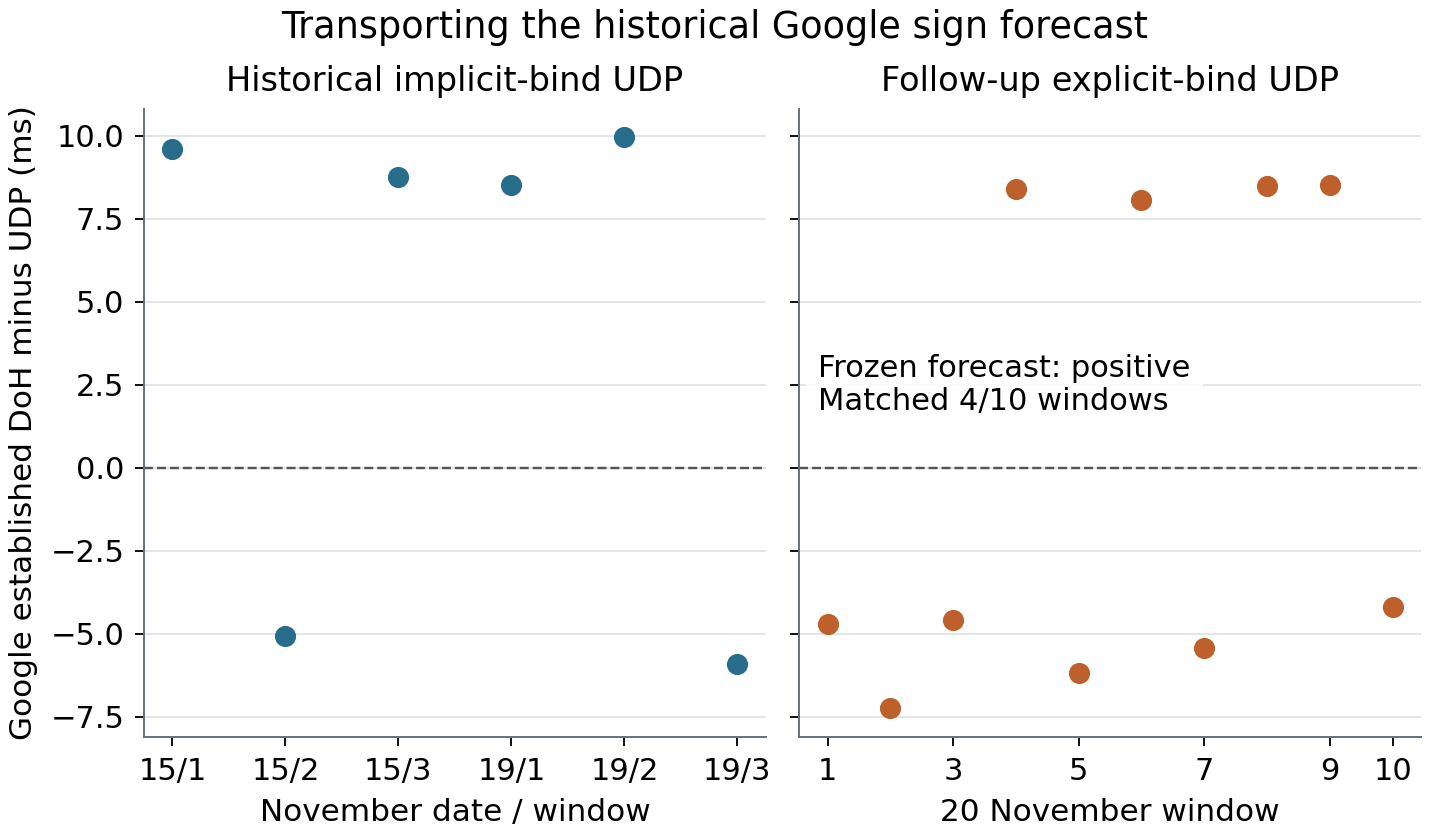 Transporting the historical Google sign forecast
Historical implicit-bind UDP
Follow-up explicit-bind UDP
Google established DoH minus UDP (ms)
10.0
7.5
5.0
2.5
0.0
−2.5
−5.0
−7.5
Frozen forecast: positive
Matched 4/10 windows
15/1 15/2 15/3 19/1 19/2 19/3
1 3 5 7 9 10
November date / window
20 November window